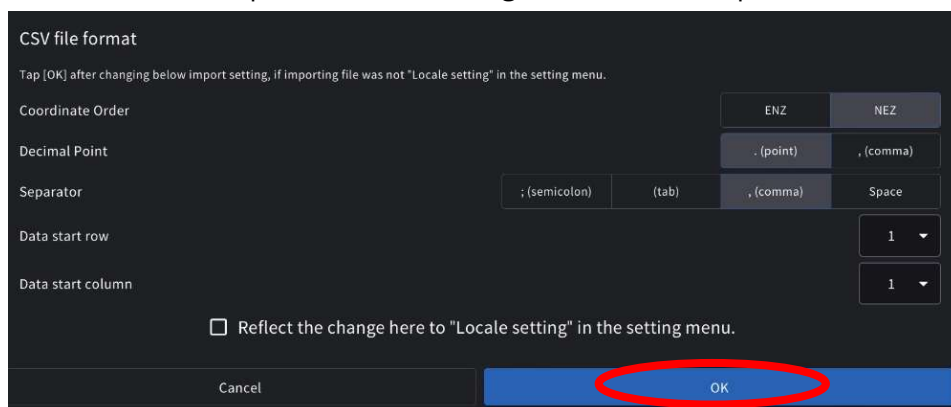 CSV file format
Tap [OK] after changing below import setting, if importing file was not "Locale setting" in the setting menu.
Coordinate Order ENZ NEZ
Decimal Point . (point) , (comma)
Separator ; (semicolon) (tab) , (comma) Space
Data start row 1
Data start column 1
Reflect the change here to "Locale setting" in the setting menu.
Cancel OK